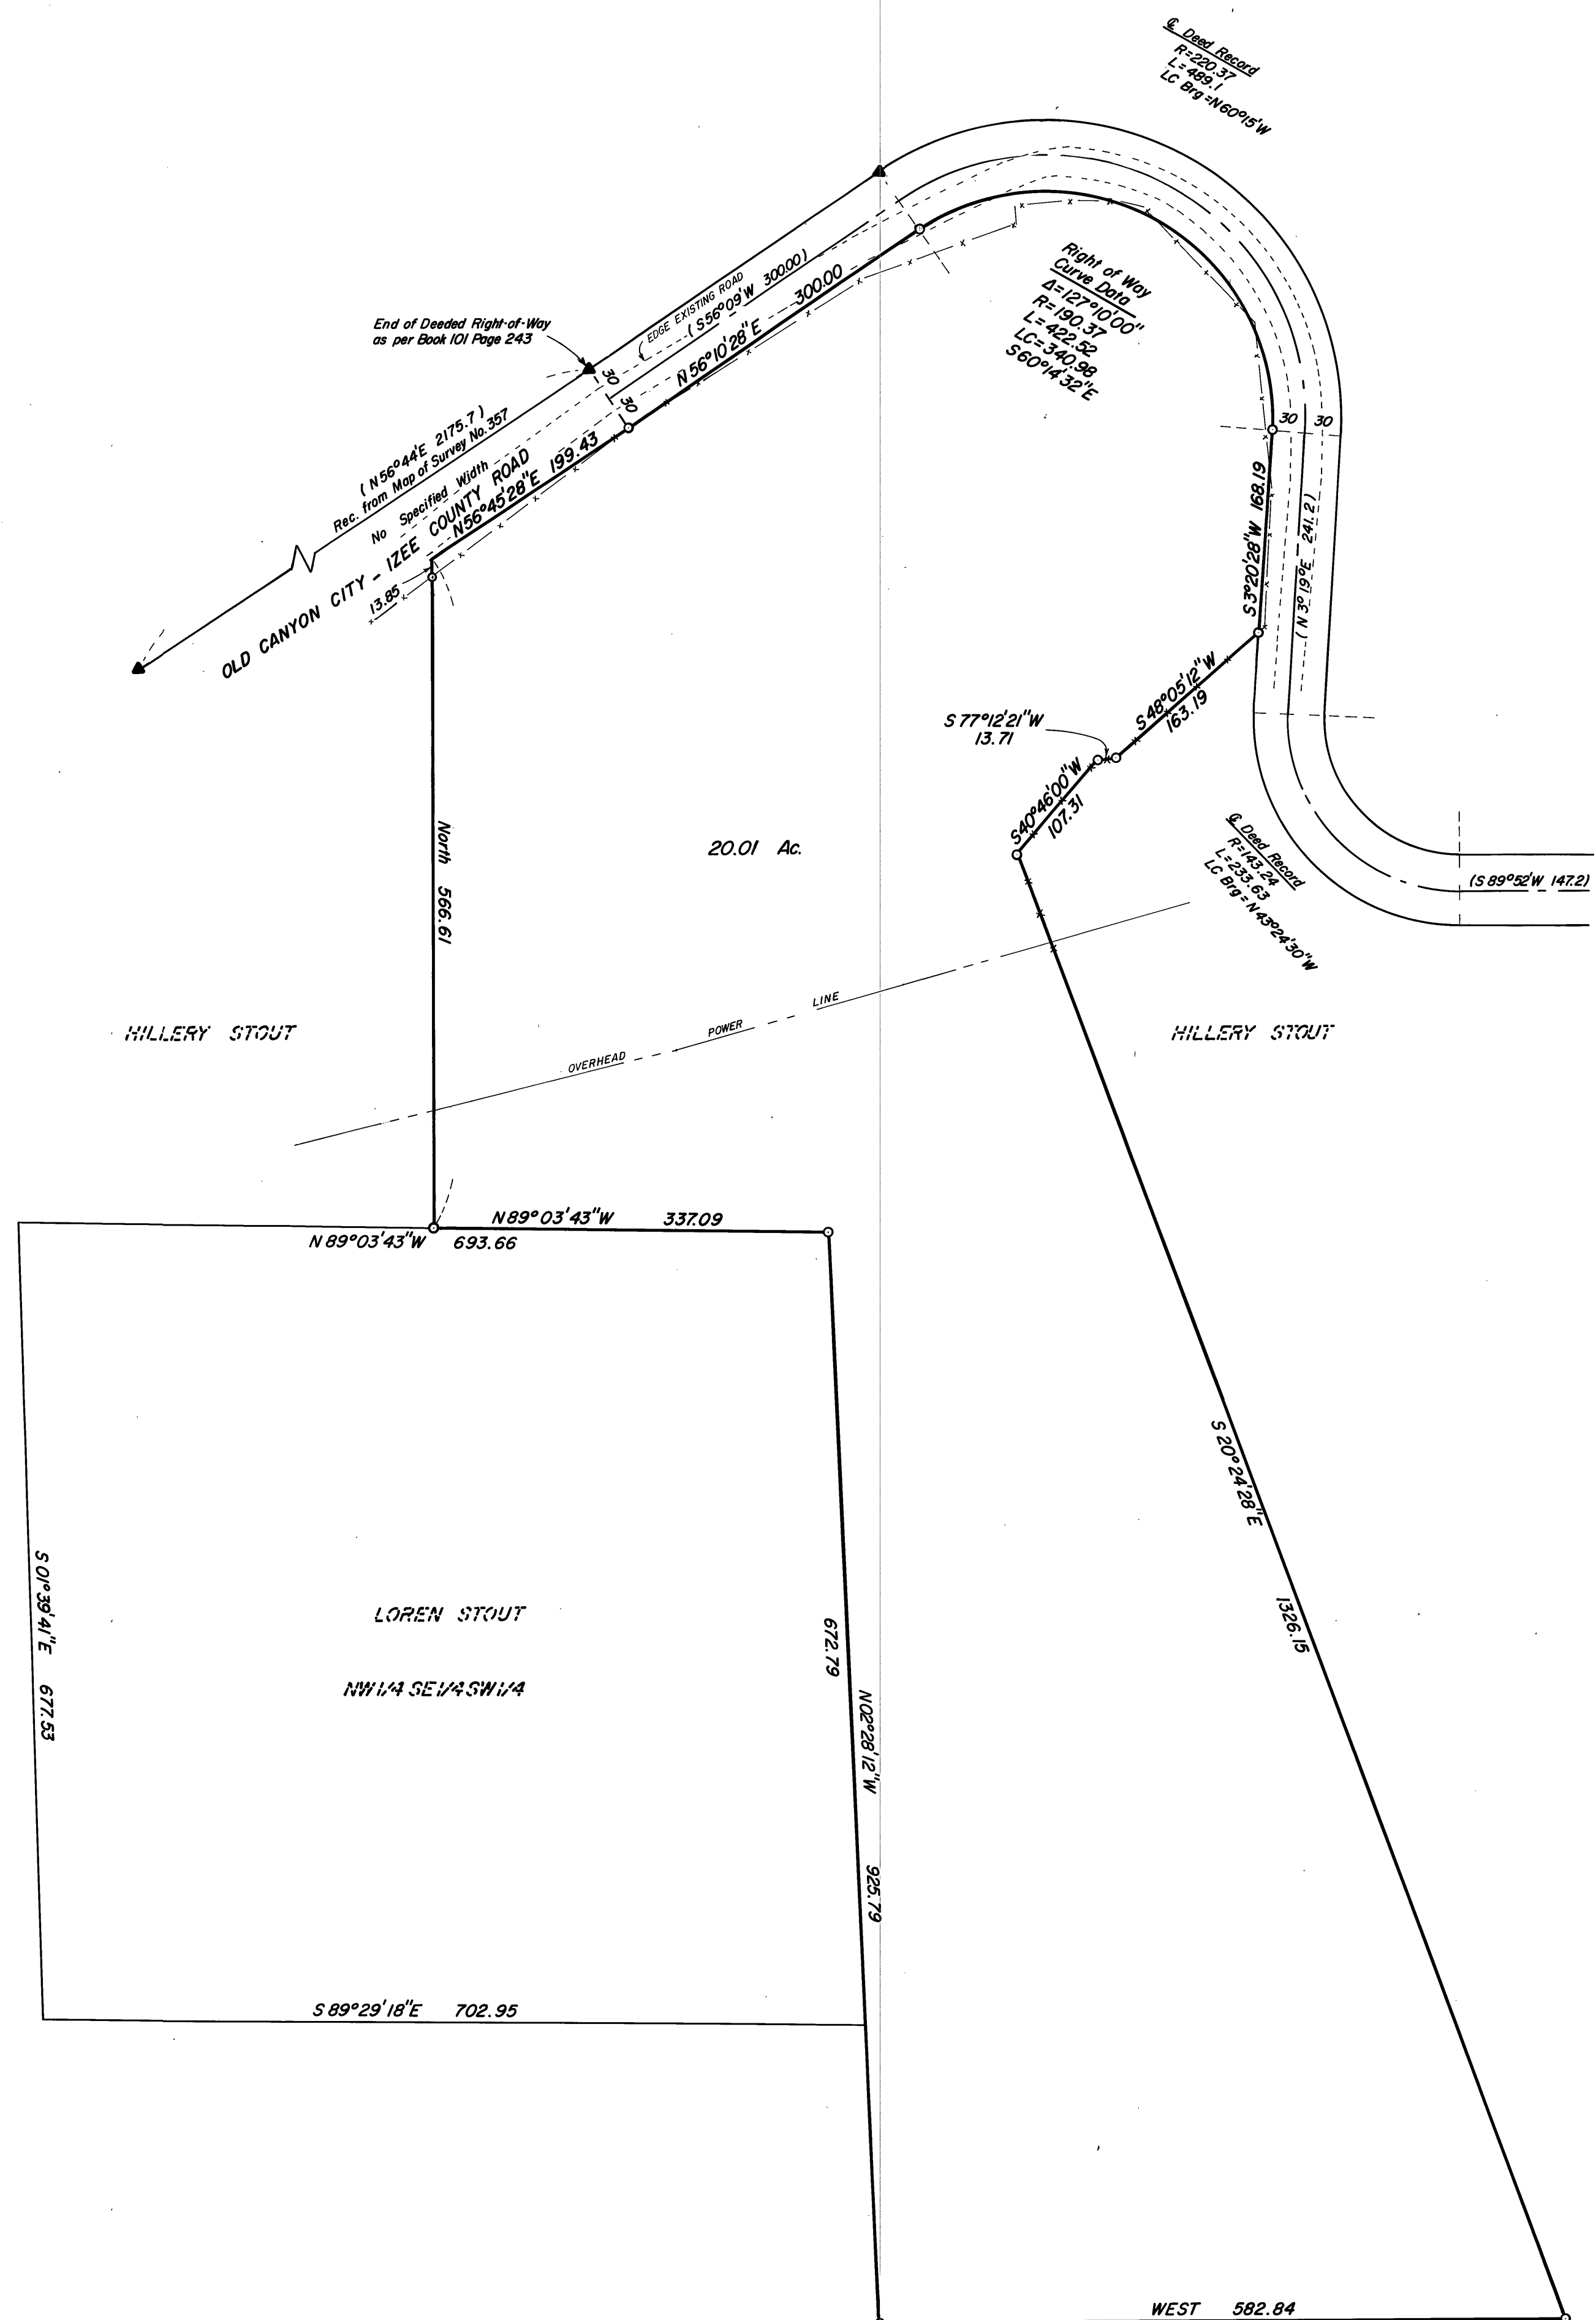 ℄ Deed Record
R=220.37
L=489.1
LC Brg=N60°15'W
Right of Way
Curve Data
Δ=127°10'00"
R=190.37
L=422.52
LC=340.98
S60°14'32"E
End of Deeded Right-of-Way
as per Book 101 Page 243
EDGE EXISTING ROAD
(S56°09'W 300.00)
N56°10'28"E 300.00
30
30
30
30
(N56°44'E 2175.7)
Rec. from Map of Survey No. 357
No Specified Width
OLD CANYON CITY - IZEE COUNTY ROAD
N56°45'28"E 199.43
13.85
S3°20'28"W 168.19
(N3°19'E 241.2)
S48°05'12"W
163.19
S77°12'21"W
13.71
S40°46'00"W
107.31
℄ Deed Record
R=143.24
L=233.63
LC Brg=N43°24'30"W
(S89°52'W 147.2)
North 566.61
20.01 Ac.
HILLERY STOUT
HILLERY STOUT
OVERHEAD POWER LINE
N89°03'43"W 337.09
N89°03'43"W 693.66
S20°24'28"E 1326.15
S01°39'41"E 677.53
LOREN STOUT
NW1/4 SE1/4 SW1/4
672.79
N02°28'12"W 925.79
S89°29'18"E 702.95
WEST 582.84